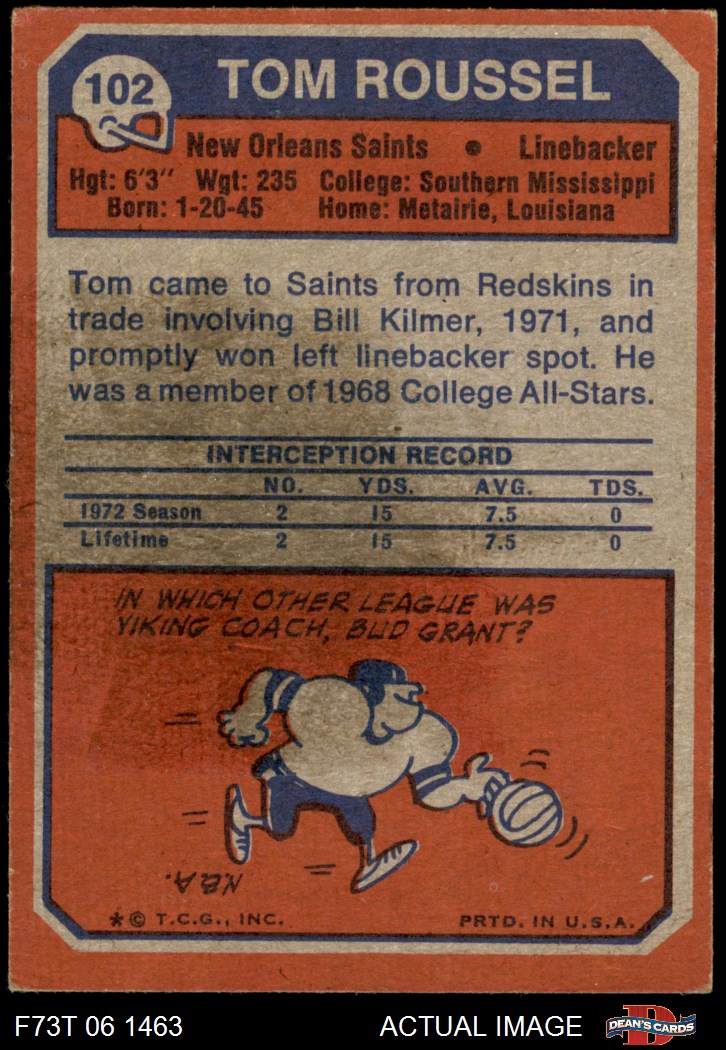 102
TOM ROUSSEL
New Orleans Saints • Linebacker
Hgt: 6'3" Wgt: 235 College: Southern Mississippi
Born: 1-20-45 Home: Metairie, Louisiana
Tom came to Saints from Redskins in
trade involving Bill Kilmer, 1971, and
promptly won left linebacker spot. He
was a member of 1968 College All-Stars.
INTERCEPTION RECORD
NO. YDS. AVG. TDS.
1972 Season 2 15 7.5 0
Lifetime 2 15 7.5 0
IN WHICH OTHER LEAGUE WAS
VIKING COACH, BUD GRANT?
N.B.A.
* © T.C.G., INC. PRTD. IN U.S.A.
F73T 06 1463 ACTUAL IMAGE DEAN'S CARDS